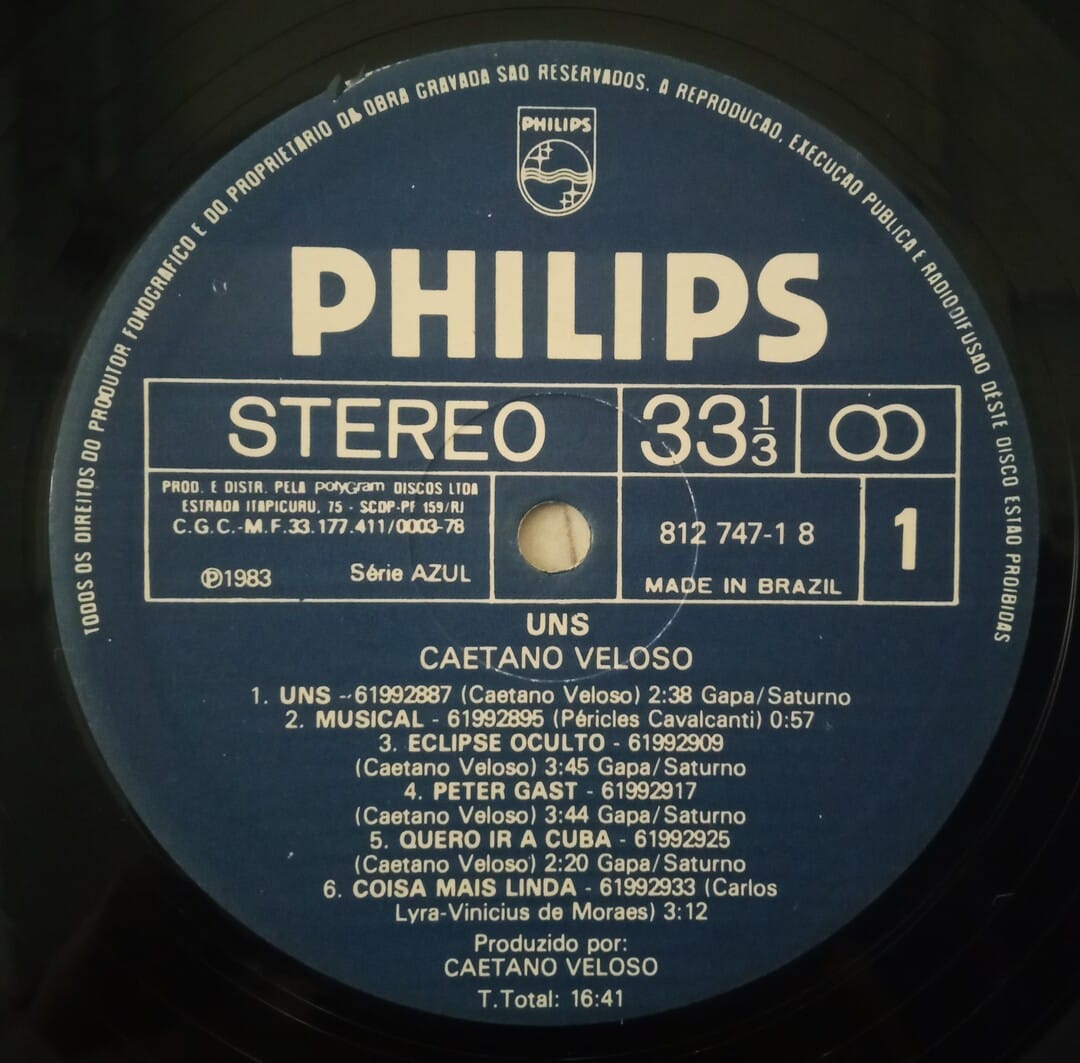 TODOS OS DIREITOS DO PRODUTOR FONOGRAFICO E DO PROPRIETARIO DA OBRA GRAVADA SAO RESERVADOS. A REPRODUCAO, EXECUCAO PUBLICA E RADIODIFUSAO DESTE DISCO ESTAO PROIBIDAS
PHILIPS
PHILIPS
STEREO
33 1/3
PROD. E DISTR. PELA polyGram DISCOS LTDA
ESTRADA ITAPICURU, 75 - SCDP-PF 159/RJ
C.G.C.-M.F.33.177.411/0003-78
℗1983 Série AZUL
812 747-1 8
MADE IN BRAZIL
1
UNS
CAETANO VELOSO
1. UNS - 61992887 (Caetano Veloso) 2:38 Gapa/Saturno
2. MUSICAL - 61992895 (Péricles Cavalcanti) 0:57
3. ECLIPSE OCULTO - 61992909
(Caetano Veloso) 3:45 Gapa/Saturno
4. PETER GAST - 61992917
(Caetano Veloso) 3:44 Gapa/Saturno
5. QUERO IR A CUBA - 61992925
(Caetano Veloso) 2:20 Gapa/Saturno
6. COISA MAIS LINDA - 61992933 (Carlos
Lyra-Vinicius de Moraes) 3:12
Produzido por:
CAETANO VELOSO
T.Total: 16:41